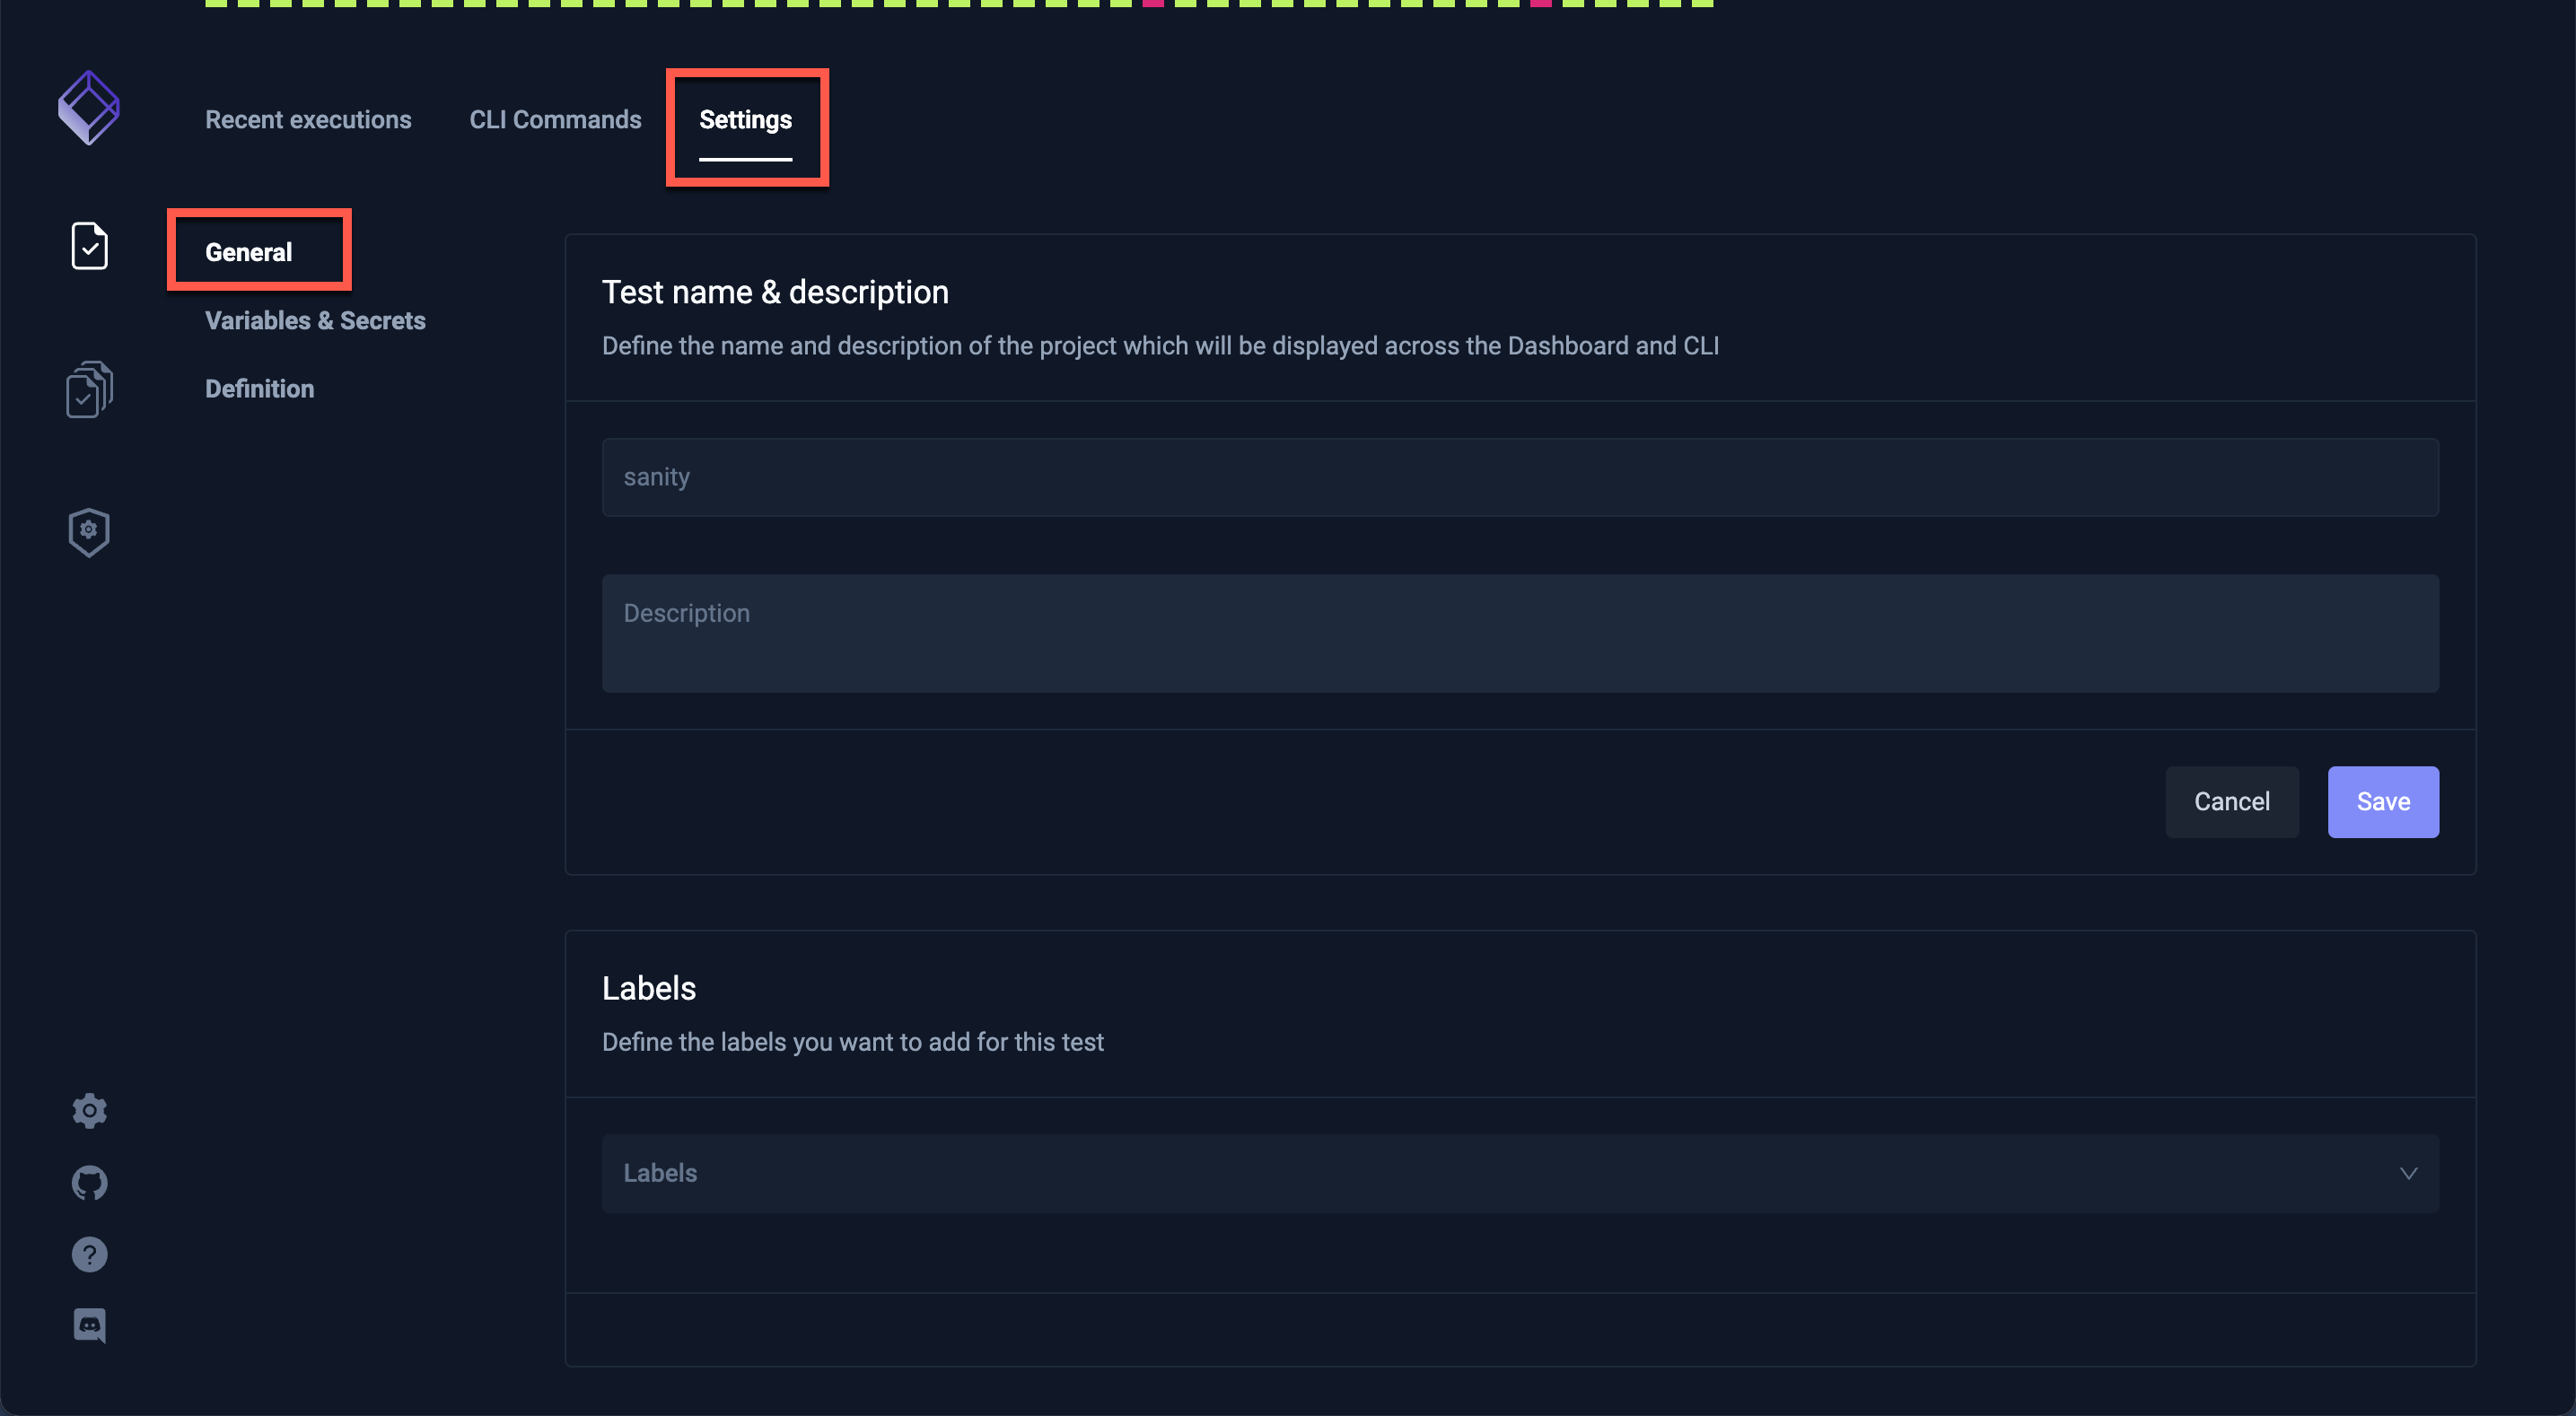 Recent executions
CLI Commands
Settings
General
Variables & Secrets
Definition
Test name & description
Define the name and description of the project which will be displayed across the Dashboard and CLI
sanity
Description
Cancel
Save
Labels
Define the labels you want to add for this test
Labels
?